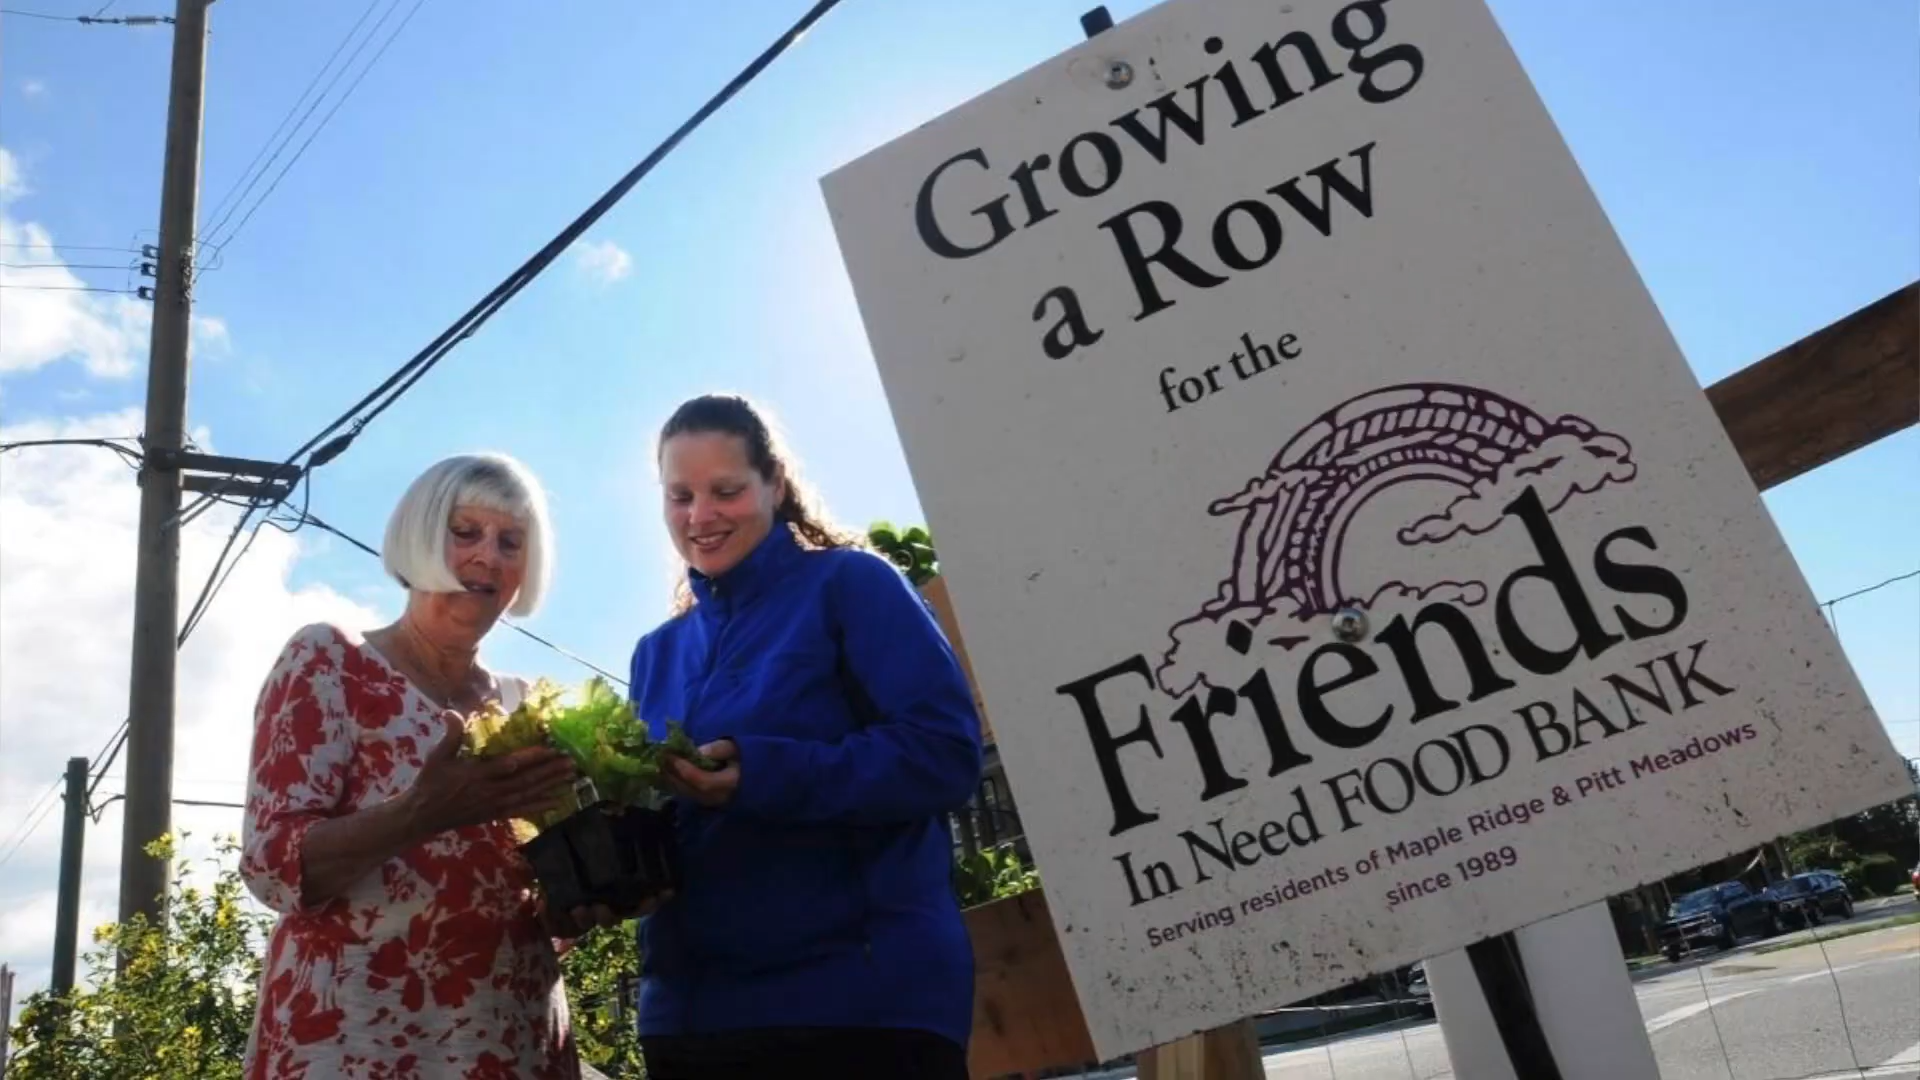 Growing
a Row
for the
Friends
In Need FOOD BANK
Serving residents of Maple Ridge & Pitt Meadows
since 1989